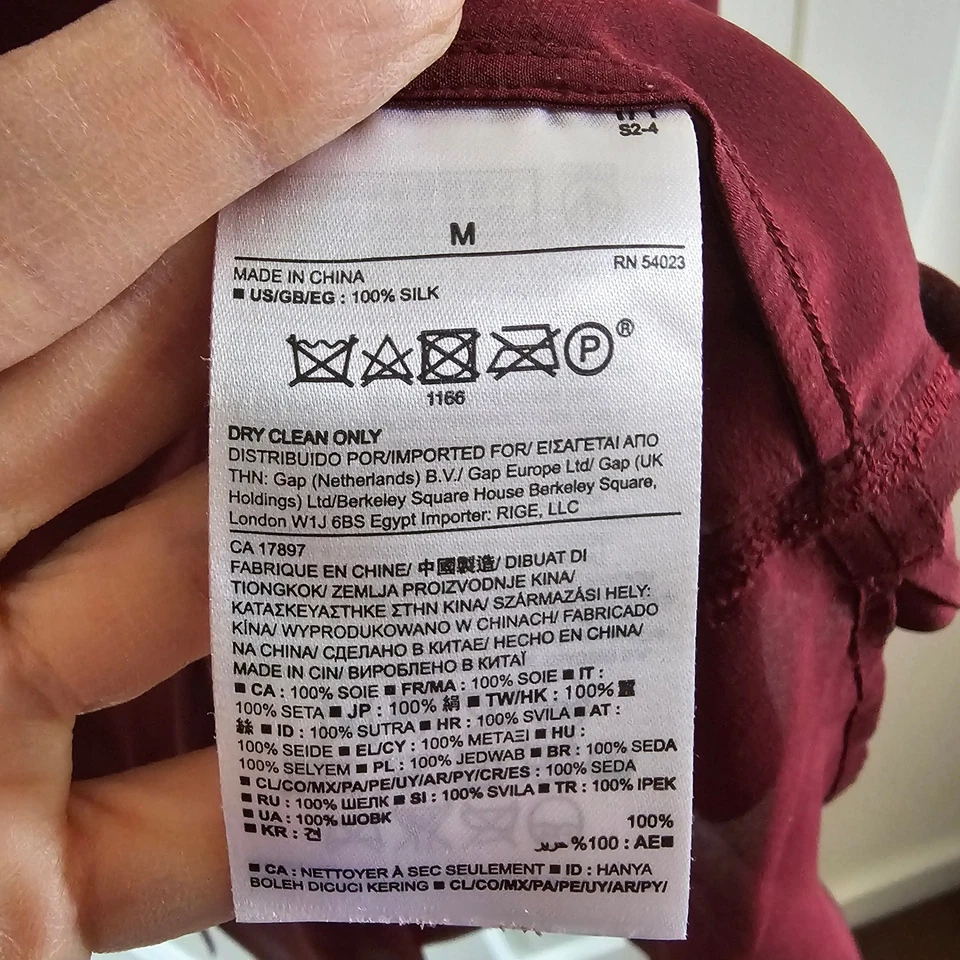 S2-4
M
RN 54023
MADE IN CHINA
■ US/GB/EG : 100% SILK
P ®
1166
DRY CLEAN ONLY
DISTRIBUIDO POR/IMPORTED FOR/ ΕΙΣΑΓΕΤΑΙ ΑΠΟ
ΤΗΝ: Gap (Netherlands) B.V./ Gap Europe Ltd/ Gap (UK
Holdings) Ltd/Berkeley Square House Berkeley Square,
London W1J 6BS Egypt Importer: RIGE, LLC
CA 17897
FABRIQUE EN CHINE/ 中國製造/ DIBUAT DI
TIONGKOK/ ZEMLJA PROIZVODNJE KINA/
ΚΑΤΑΣΚΕΥΑΣΤΗΚΕ ΣΤΗΝ ΚΙΝΑ/ SZÁRMAZÁSI HELY:
KÍNA/ WYPRODUKOWANO W CHINACH/ FABRICADO
NA CHINA/ СДЕЛАНО В КИТАЕ/ HECHO EN CHINA/
MADE IN CIN/ ВИРОБЛЕНО В КИТАЇ
■ CA : 100% SOIE ■ FR/MA : 100% SOIE ■ IT :
100% SETA ■ JP : 100% 絹 ■ TW/HK : 100%
絲 ■ ID : 100% SUTRA ■ HR : 100% SVILA ■ AT :
100% SEIDE ■ EL/CY : 100% ΜΕΤΑΞΙ ■ HU :
100% SELYEM ■ PL : 100% JEDWAB ■ BR : 100% SEDA
■ CL/CO/MX/PA/PE/UY/AR/PY/CR/ES : 100% SEDA
■ RU : 100% ШЕЛК ■ SI : 100% SVILA ■ TR : 100% IPEK
■ UA : 100% ШОВК
■ KR : 견 100%
■AE : 100% حرير
■ CA : NETTOYER À SEC SEULEMENT ■ ID : HANYA
BOLEH DICUCI KERING ■ CL/CO/MX/PA/PE/UY/AR/PY/